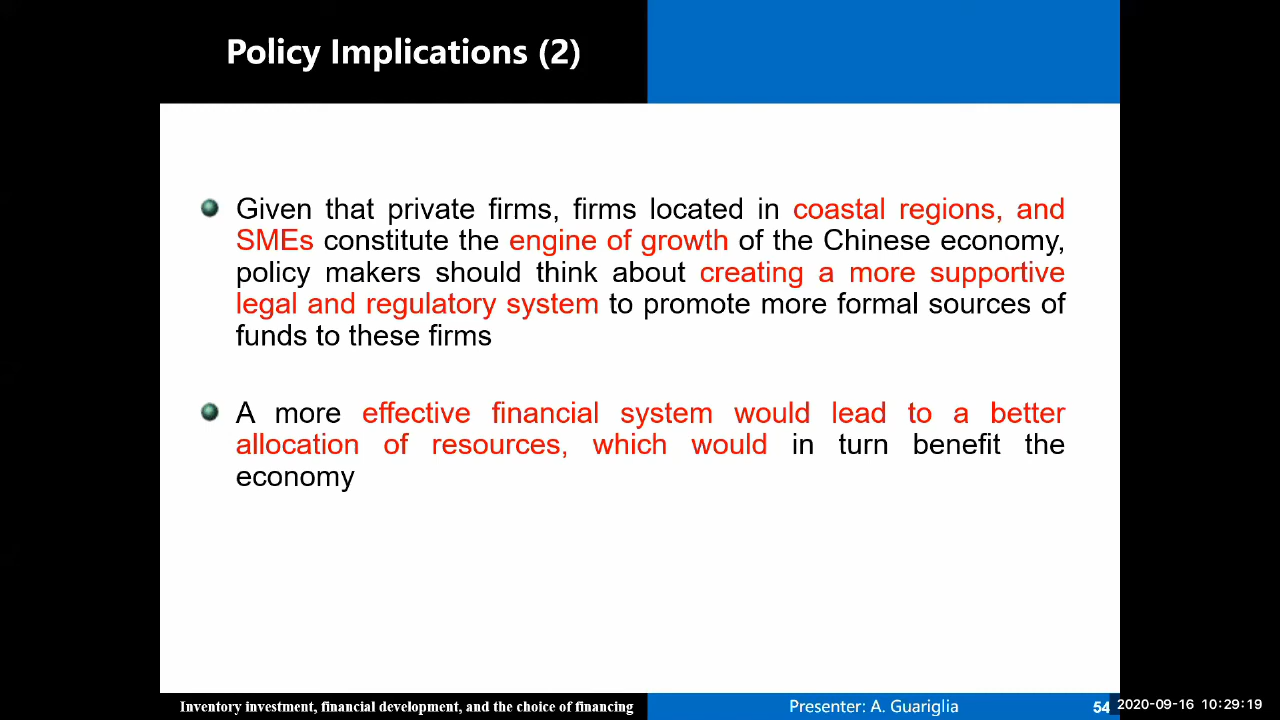 Policy Implications (2)
Given that private firms, firms located in coastal regions, and
SMEs constitute the engine of growth of the Chinese economy,
policy makers should think about creating a more supportive
legal and regulatory system to promote more formal sources of
funds to these firms
A more effective financial system would lead to a better
allocation of resources, which would in turn benefit the
economy
Inventory investment, financial development, and the choice of financing
Presenter: A. Guariglia
54
2020-09-16 10:29:19